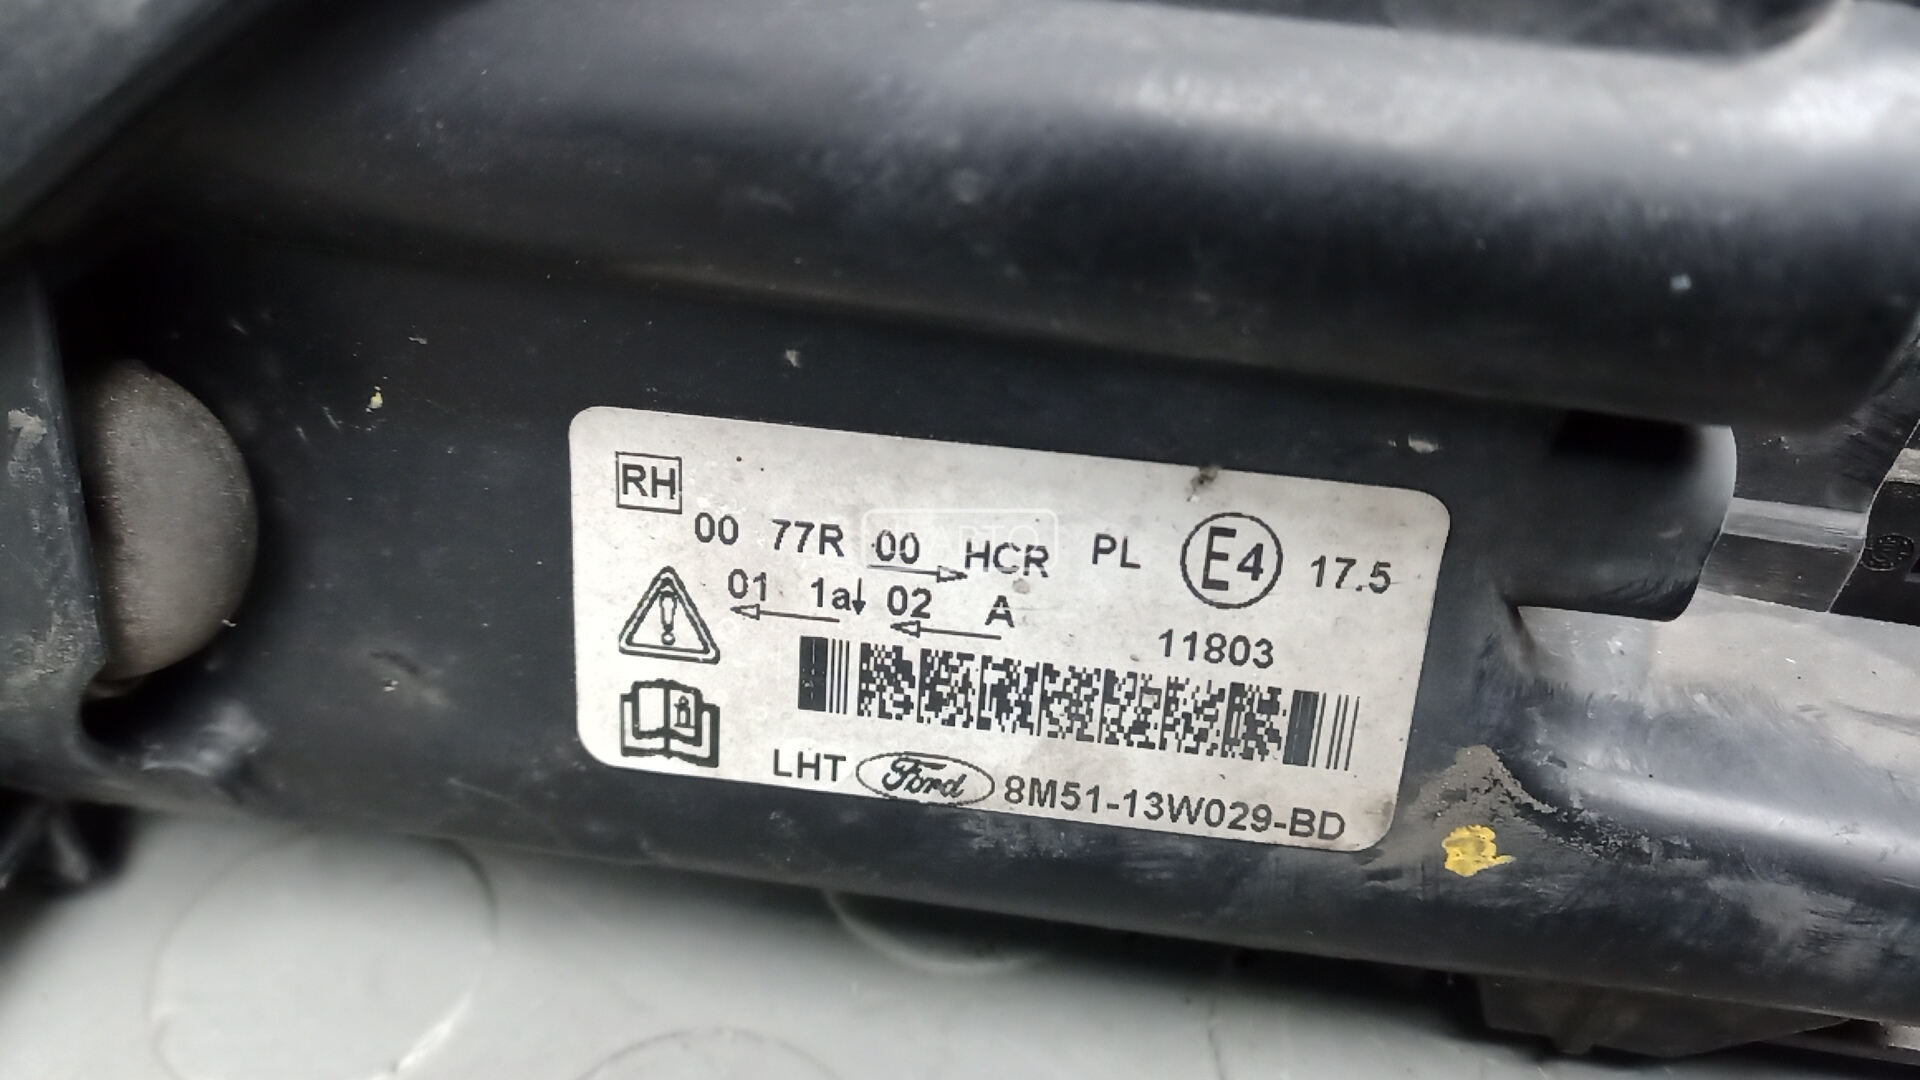 RH
00 77R 00 HCR PL E4 17.5
01 1a 02 A
11803
LHT Ford 8M51-13W029-BD